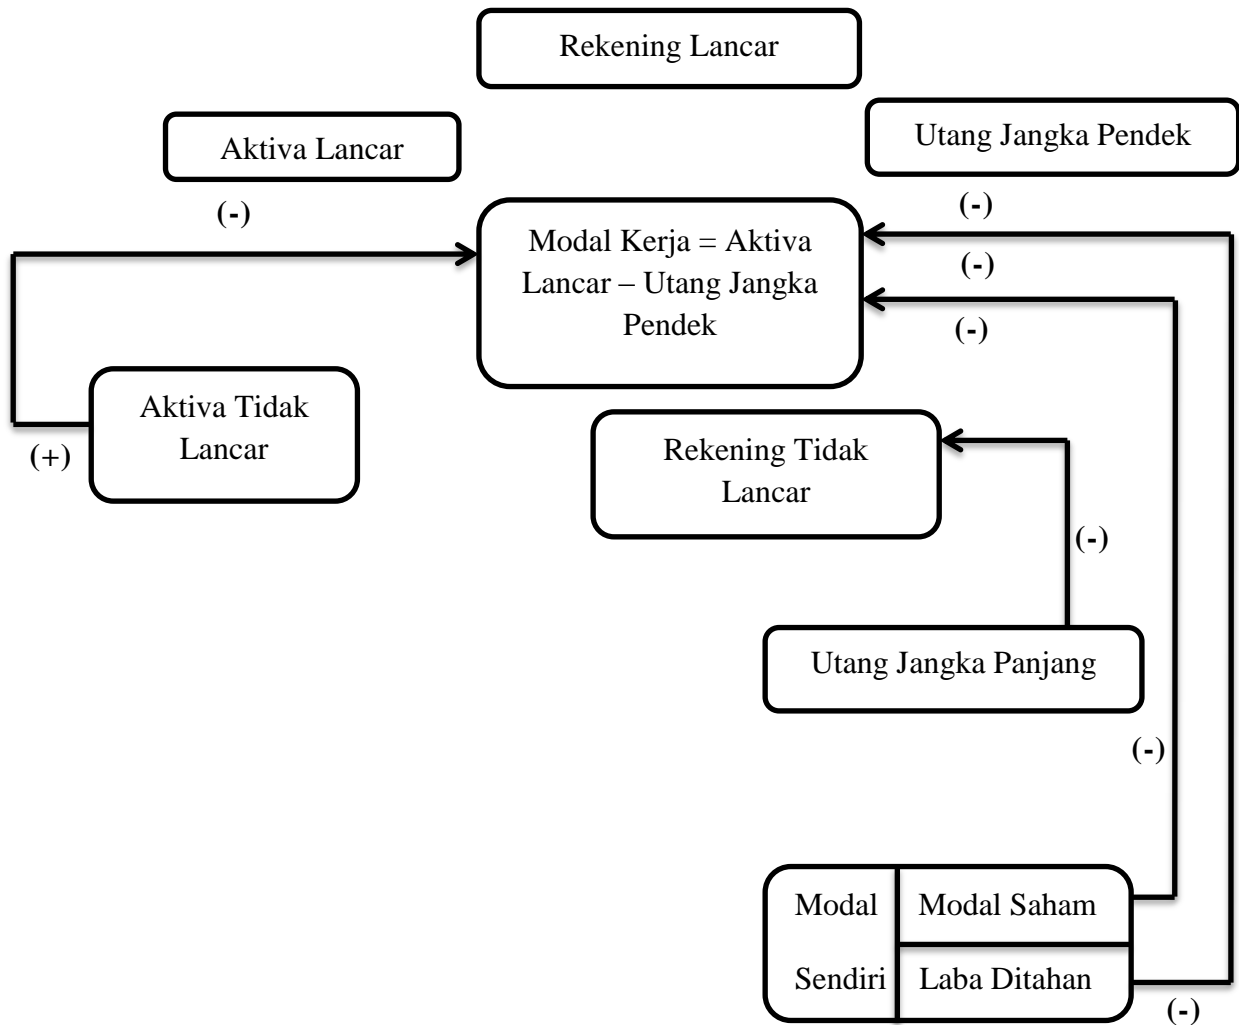 Rekening Lancar
Aktiva Lancar
Utang Jangka Pendek
(-)
(-)
Modal Kerja = Aktiva
Lancar – Utang Jangka
Pendek
(-)
(-)
Aktiva Tidak
Lancar
(+)
Rekening Tidak
Lancar
(-)
Utang Jangka Panjang
(-)
Modal
Modal Saham
Sendiri
Laba Ditahan
(-)